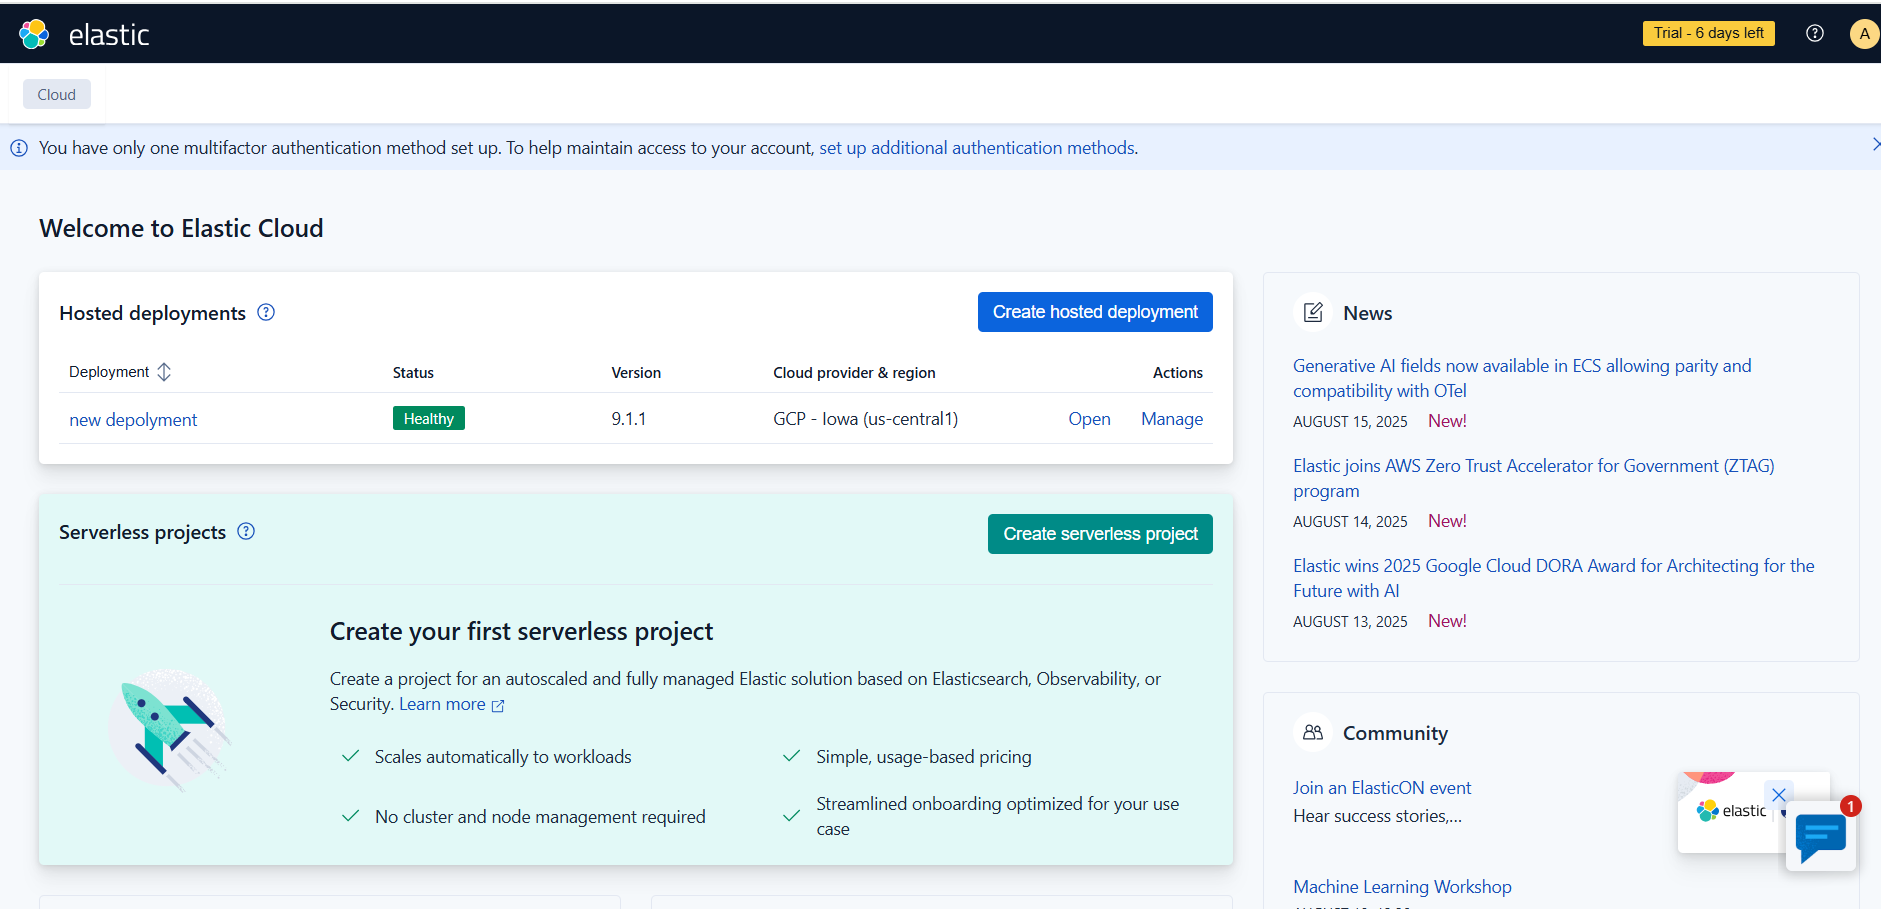 elastic
Trial - 6 days left
A
Cloud
You have only one multifactor authentication method set up. To help maintain access to your account, set up additional authentication methods.
Welcome to Elastic Cloud
Hosted deployments
Create hosted deployment
Deployment Status Version Cloud provider & region Actions
new depolyment Healthy 9.1.1 GCP - Iowa (us-central1) Open Manage
Serverless projects
Create serverless project
Create your first serverless project
Create a project for an autoscaled and fully managed Elastic solution based on Elasticsearch, Observability, or
Security. Learn more
Scales automatically to workloads
Simple, usage-based pricing
No cluster and node management required
Streamlined onboarding optimized for your use
case
News
Generative AI fields now available in ECS allowing parity and
compatibility with OTel
AUGUST 15, 2025 New!
Elastic joins AWS Zero Trust Accelerator for Government (ZTAG)
program
AUGUST 14, 2025 New!
Elastic wins 2025 Google Cloud DORA Award for Architecting for the
Future with AI
AUGUST 13, 2025 New!
Community
Join an ElasticON event
Hear success stories,...
elastic
1
Machine Learning Workshop